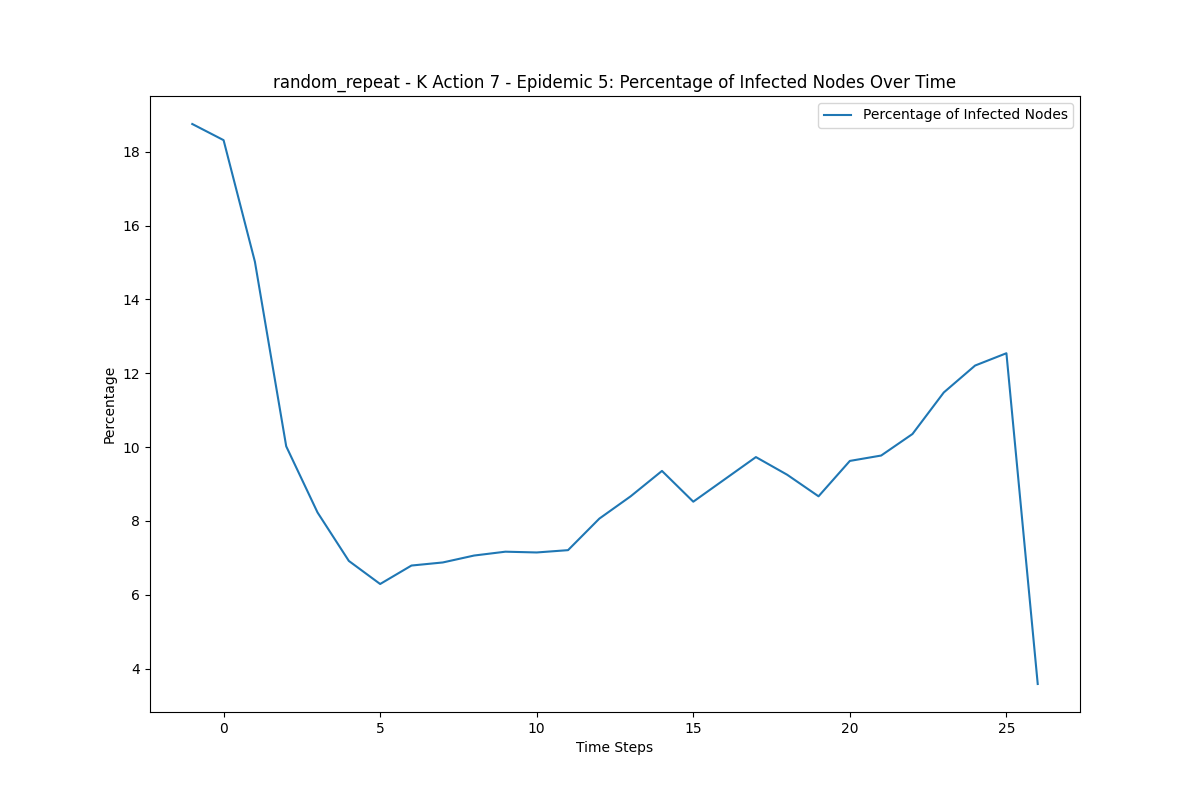 random_repeat - K Action 7 - Epidemic 5: Percentage of Infected Nodes Over Time
Percentage of Infected Nodes
18
16
14
12
10
8
6
4
Percentage
0 5 10 15 20 25
Time Steps